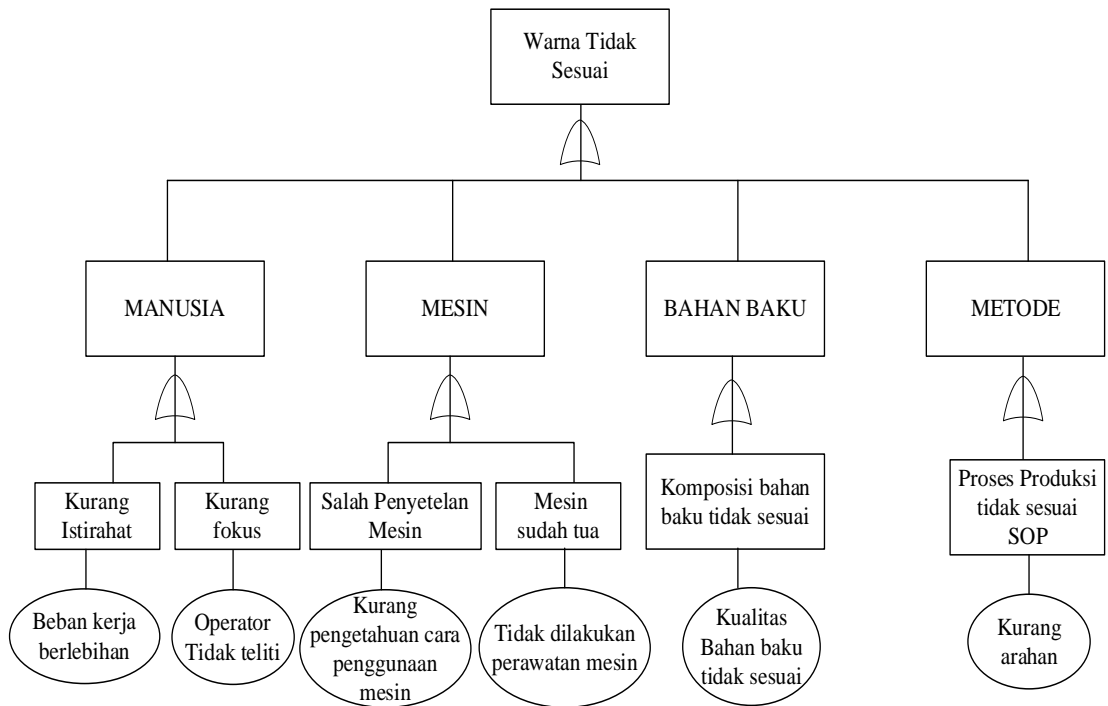 Warna Tidak
Sesuai
MANUSIA
MESIN
BAHAN BAKU
METODE
Kurang
Istirahat
Kurang
fokus
Salah Penyetelan
Mesin
Mesin
sudah tua
Komposisi bahan
baku tidak sesuai
Proses Produksi
tidak sesuai
SOP
Beban kerja
berlebihan
Operator
Tidak teliti
Kurang
pengetahuan cara
penggunaan
mesin
Tidak dilakukan
perawatan mesin
Kualitas
Bahan baku
tidak sesuai
Kurang
arahan